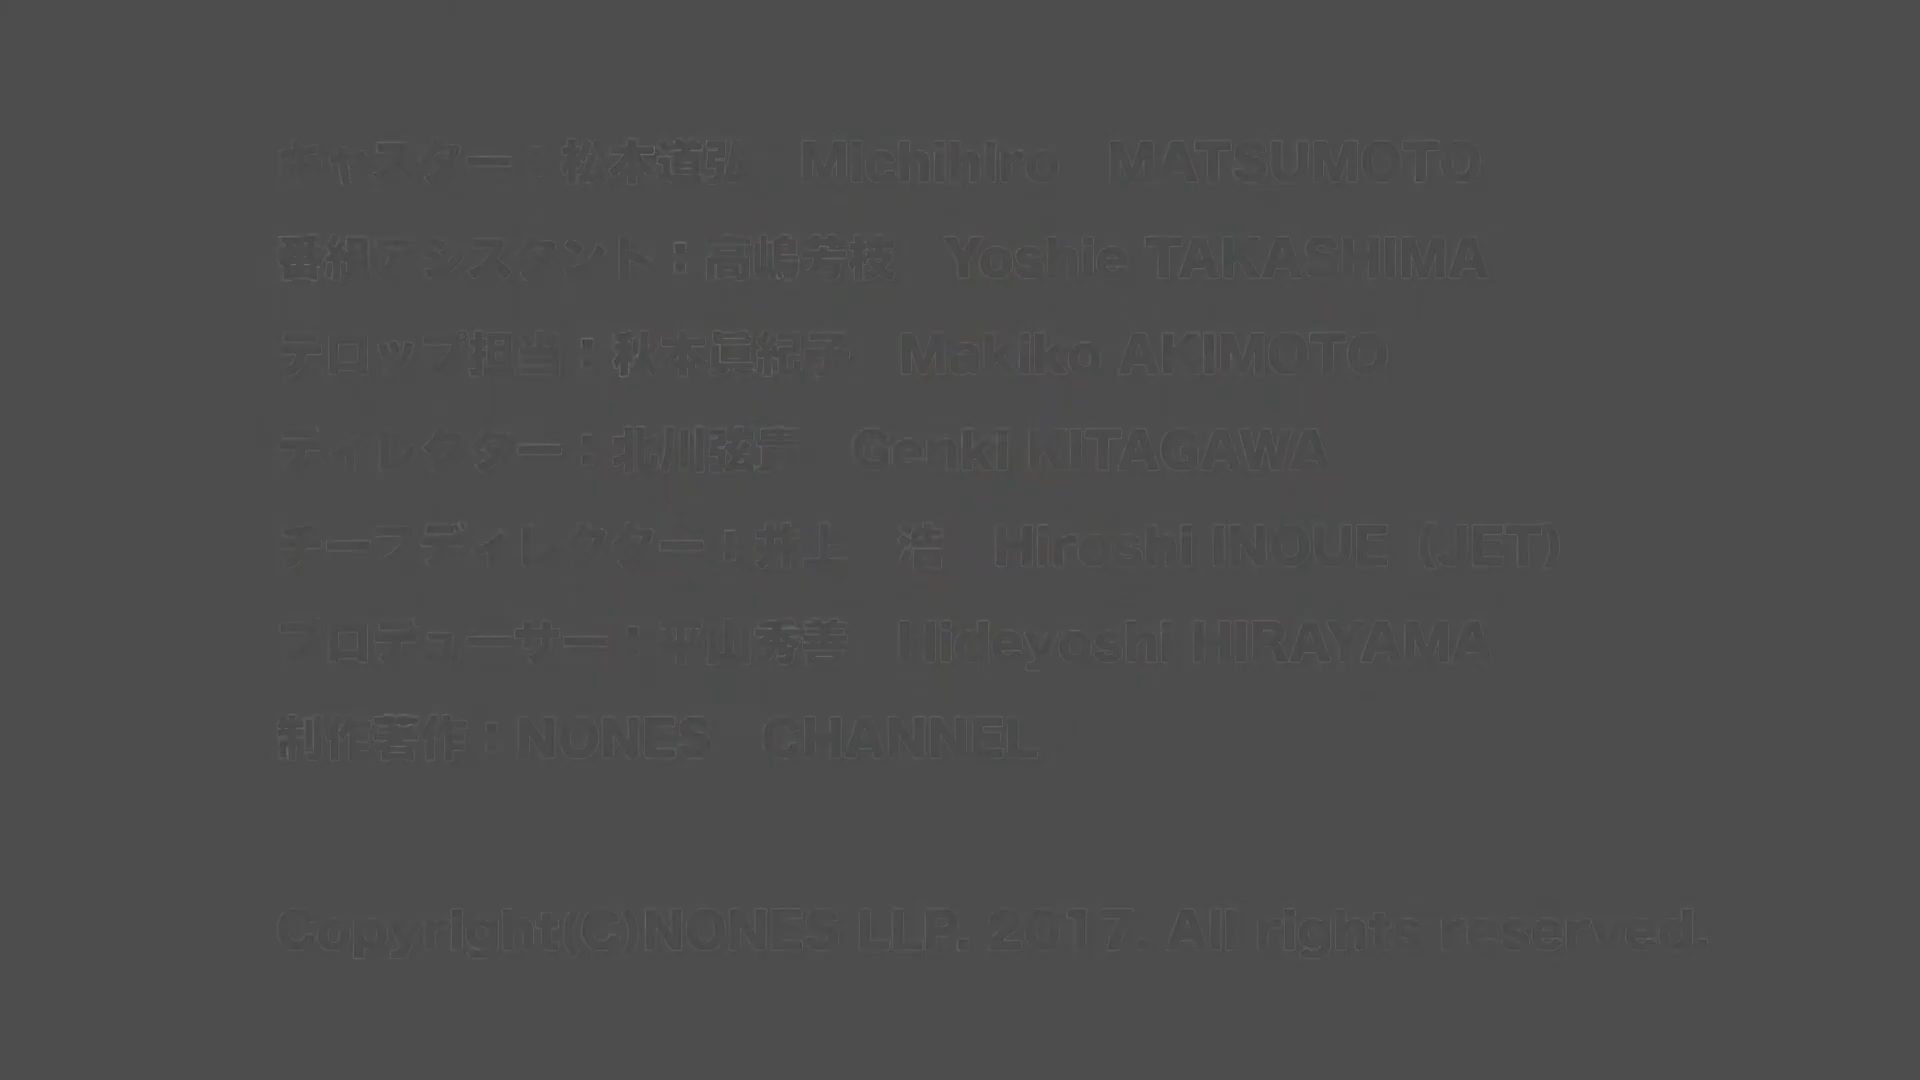 キャスター：松本道弘　Michihiro　MATSUMOTO
番組アシスタント：高嶋芳枝　Yoshie TAKASHIMA
テロップ担当：秋本眞紀子　Makiko AKIMOTO
ディレクター：北川弦己　Genki KITAGAWA
チーフディレクター：井上　浩　Hiroshi INOUE (JET)
プロデューサー：平山秀善　Hideyoshi HIRAYAMA
制作著作：NONES　CHANNEL
Copyright(C)NONES LLP. 2017. All rights reserved.